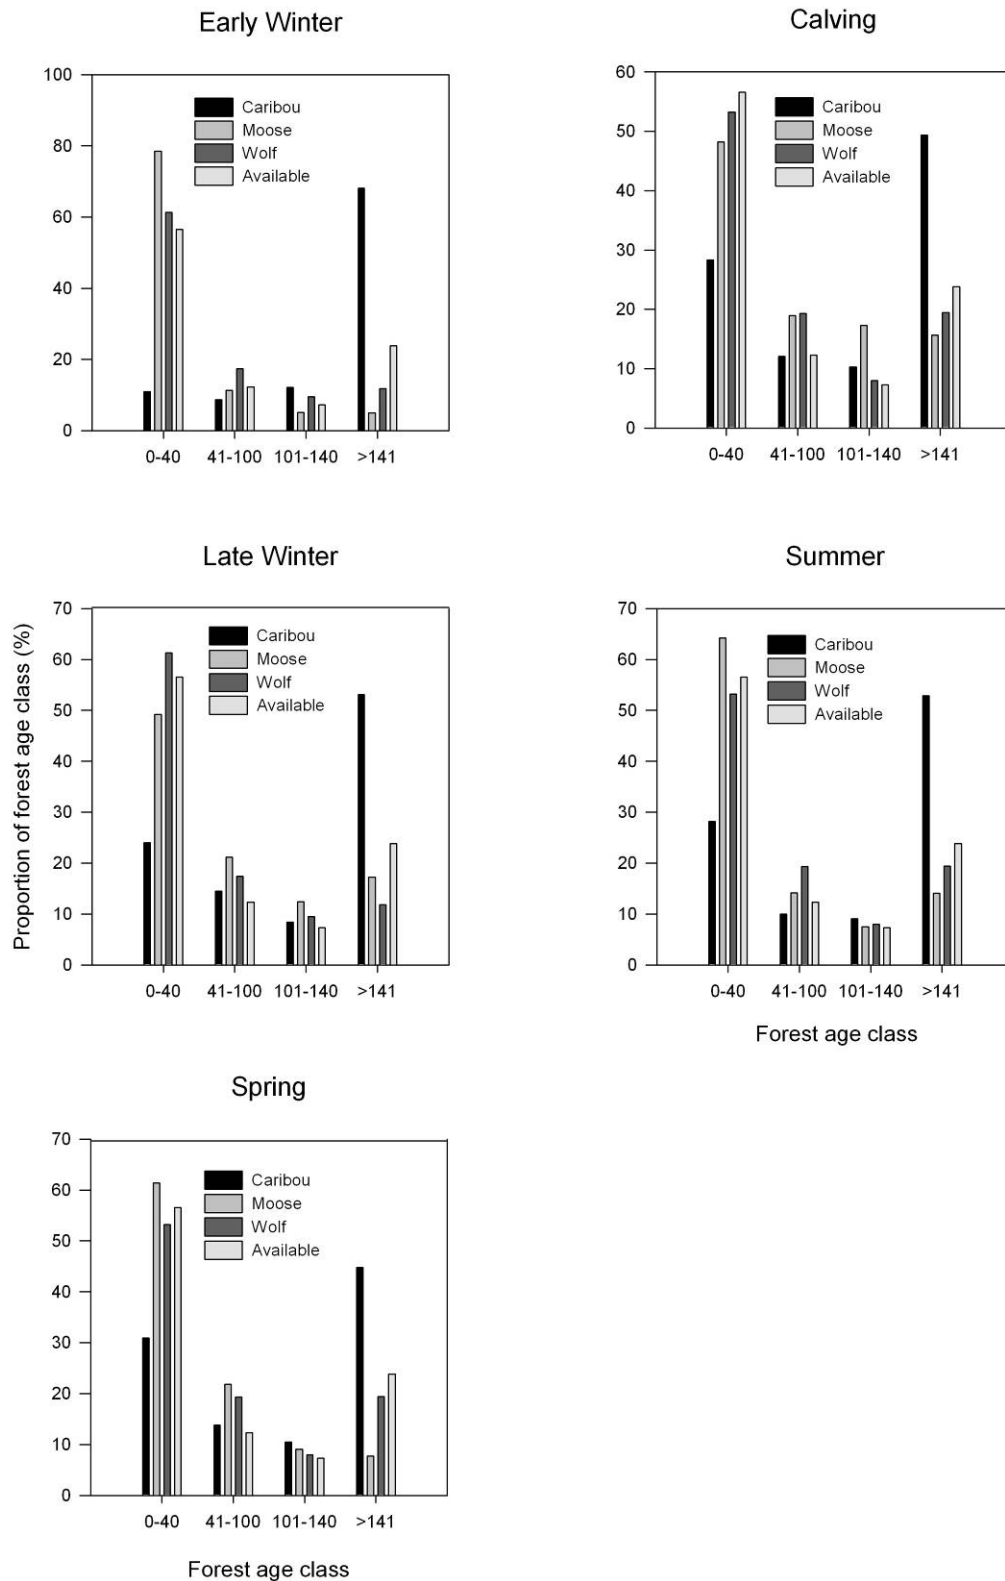 Early Winter
100
80
60
40
20
0
Caribou
Moose
Wolf
Available
0-40 41-100 101-140 >141
Calving
60
50
40
30
20
10
0
Caribou
Moose
Wolf
Available
0-40 41-100 101-140 >141
Proportion of forest age class (%)
Late Winter
70
60
50
40
30
20
10
0
Caribou
Moose
Wolf
Available
0-40 41-100 101-140 >141
Summer
70
60
50
40
30
20
10
0
Caribou
Moose
Wolf
Available
0-40 41-100 101-140 >141
Forest age class
Spring
70
60
50
40
30
20
10
0
Caribou
Moose
Wolf
Available
0-40 41-100 101-140 >141
Forest age class